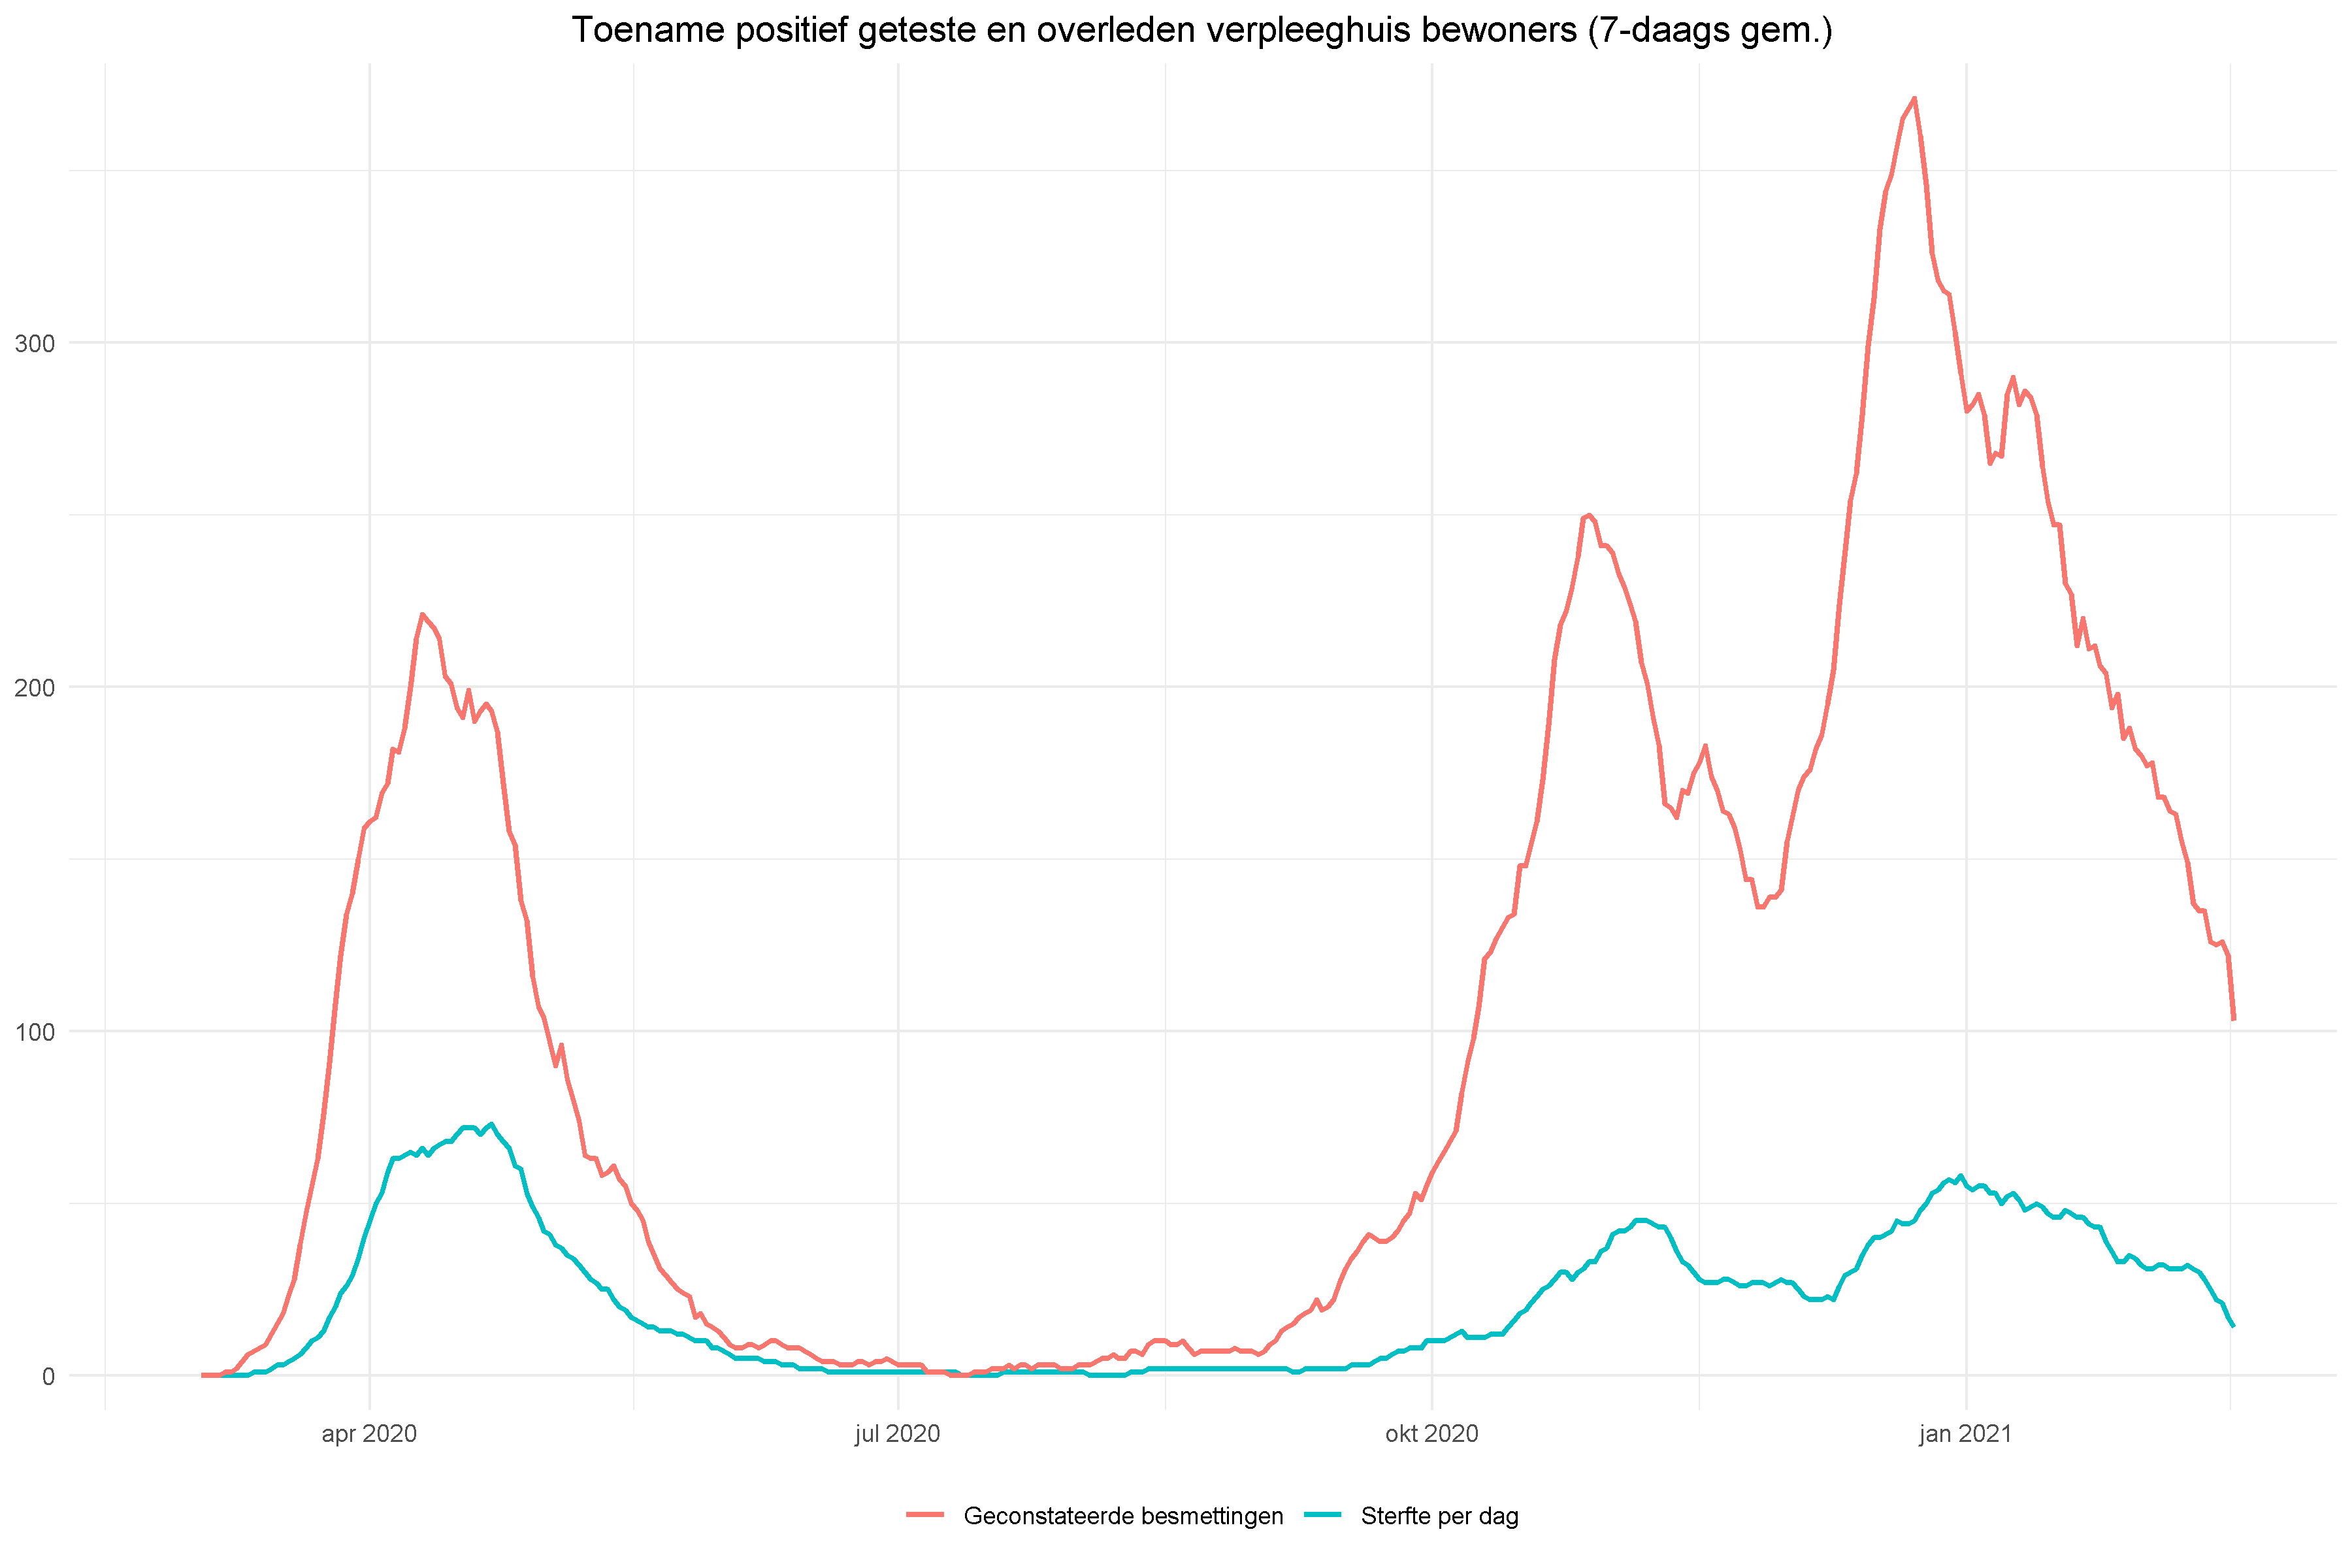 Toename positief geteste en overleden verpleeghuis bewoners (7-daags gem.)
300
200
100
0
apr 2020 jul 2020 okt 2020 jan 2021
Geconstateerde besmettingen Sterfte per dag